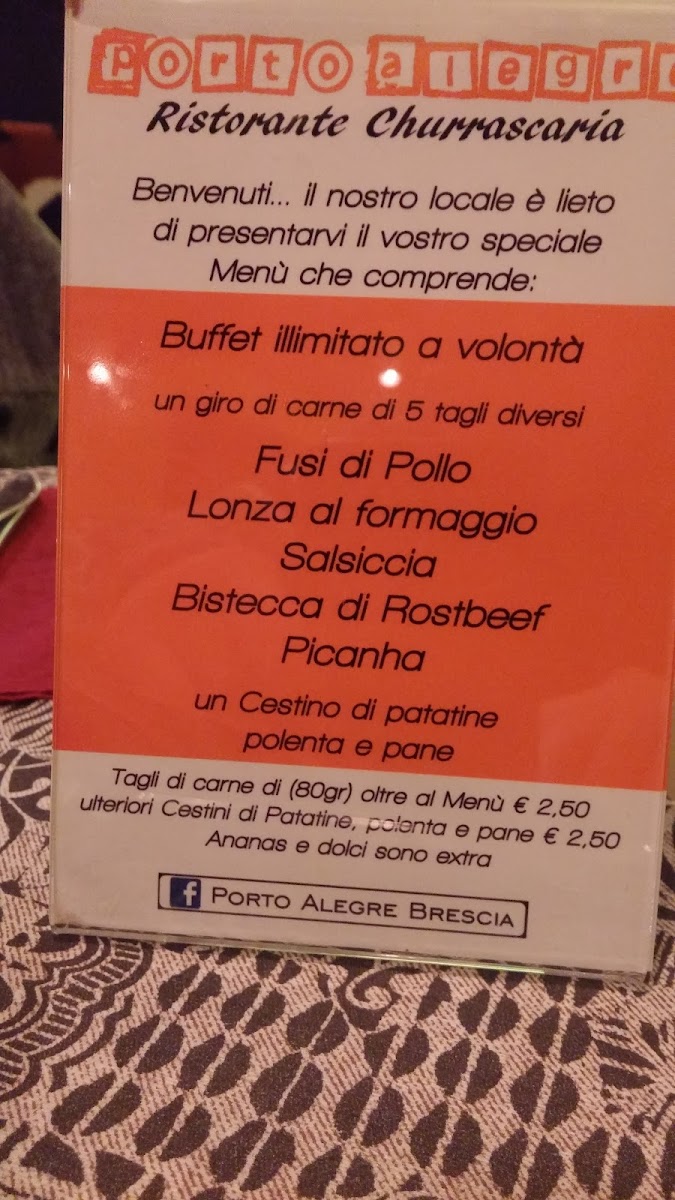 Porto alegre
Ristorante Churrascaria
Benvenuti... il nostro locale è lieto
di presentarvi il vostro speciale
Menù che comprende:
Buffet illimitato a volontà
un giro di carne di 5 tagli diversi
Fusi di Pollo
Lonza al formaggio
Salsiccia
Bistecca di Rostbeef
Picanha
un Cestino di patatine
polenta e pane
Tagli di carne di (80gr) oltre al Menù € 2,50
ulteriori Cestini di Patatine, polenta e pane € 2,50
Ananas e dolci sono extra
f PORTO ALEGRE BRESCIA